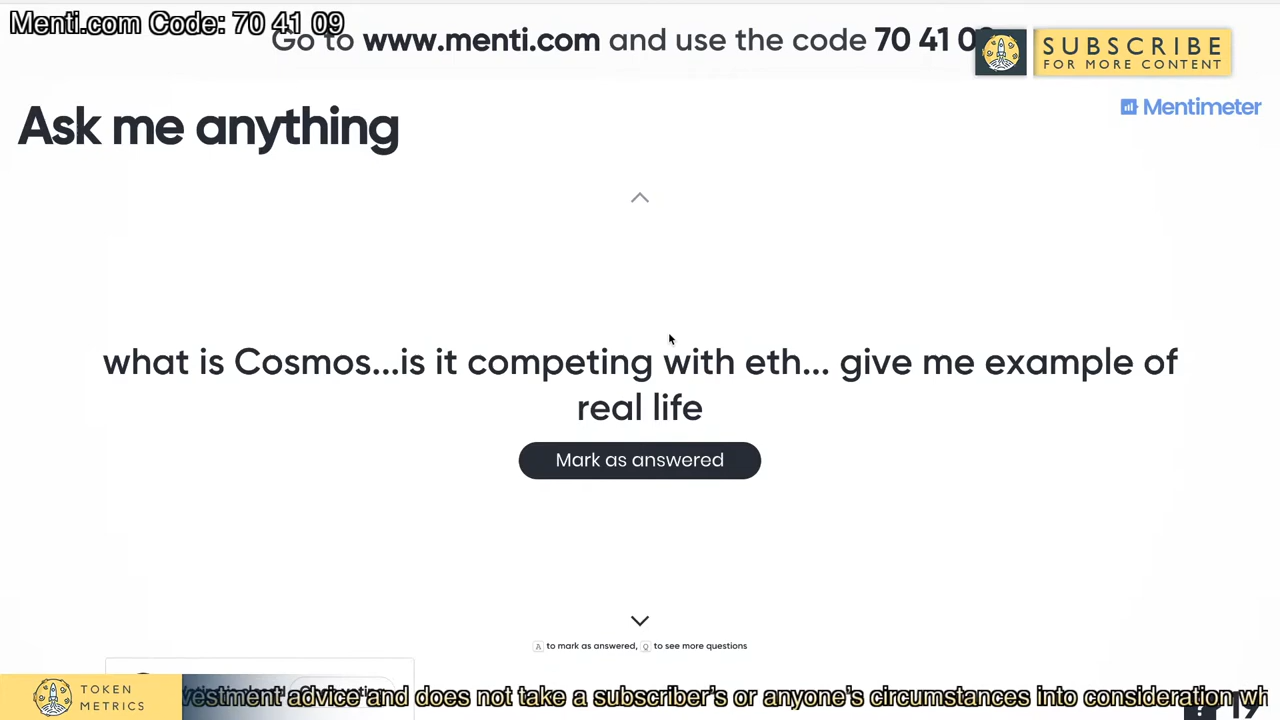 Menti.com Code: 70 41 09
Go to www.menti.com and use the code 70 41 0
SUBSCRIBE
FOR MORE CONTENT
Ask me anything
Mentimeter
what is Cosmos...is it competing with eth... give me example of
real life
Mark as answered
A to mark as answered, Q to see more questions
TOKEN
METRICS
vestment advice and does not take a subscriber's or anyone's circumstances into consideration wh
? 19